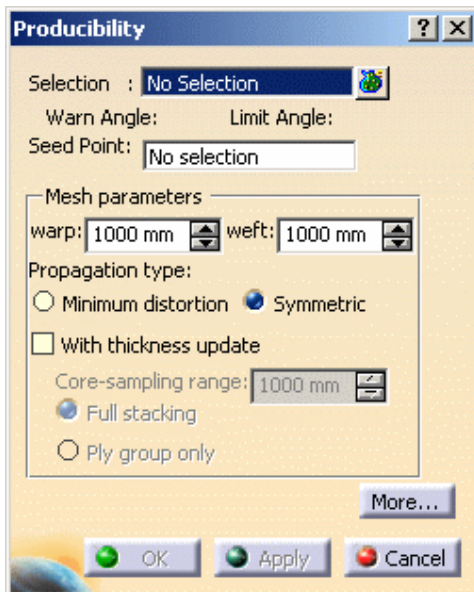 Producibility
Selection : No Selection
Warn Angle: Limit Angle:
Seed Point: No selection
Mesh parameters
warp: 1000 mm weft: 1000 mm
Propagation type:
Minimum distortion Symmetric
With thickness update
Core-sampling range: 1000 mm
Full stacking
Ply group only
More...
OK Apply Cancel